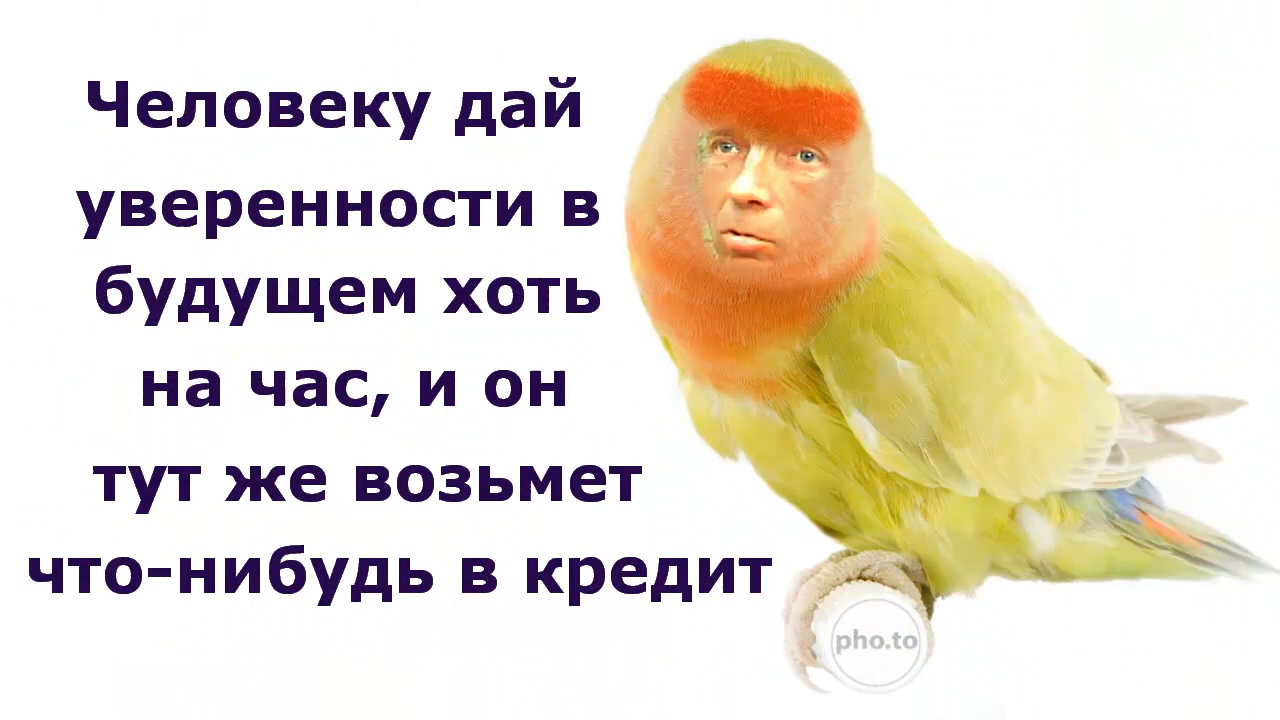 Человеку дай
уверенности в
будущем хоть
на час, и он
тут же возьмет
что-нибудь в кредит
pho.to